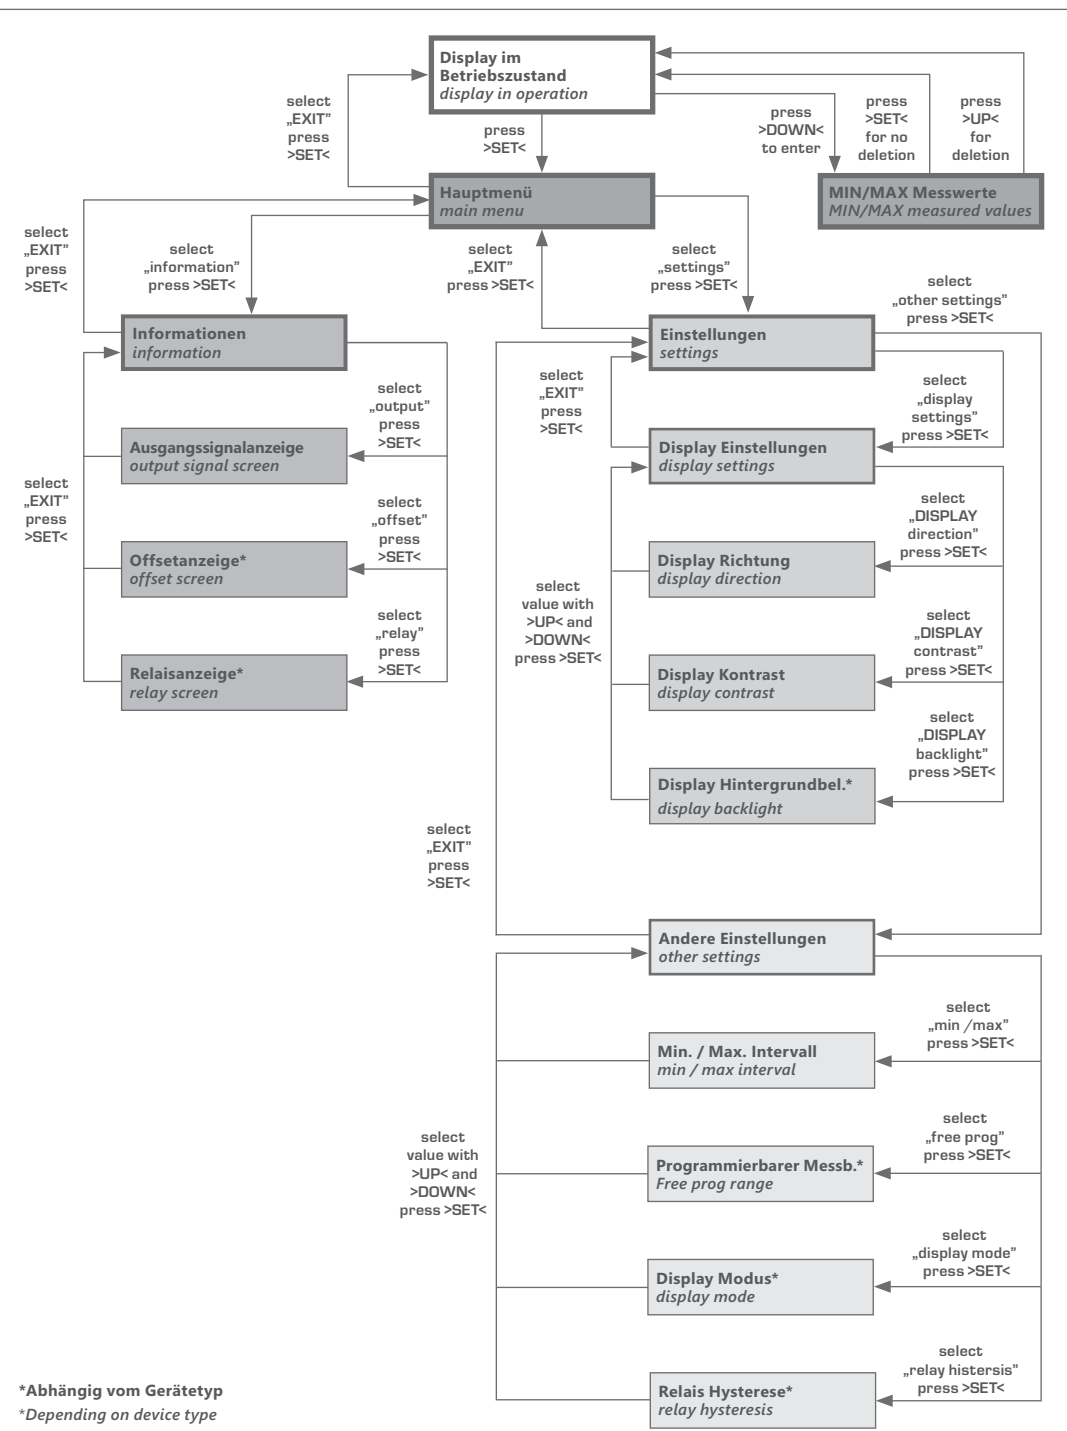 Display im
Betriebszustand
display in operation
select
„EXIT”
press
>SET<
press
>SET<
press
>DOWN<
to enter
press
>SET<
for no
deletion
press
>UP<
for
deletion
Hauptmenü
main menu
MIN/MAX Messwerte
MIN/MAX measured values
select
„EXIT”
press
>SET<
select
„information”
press >SET<
select
„EXIT”
press >SET<
select
„settings”
press >SET<
select
„other settings”
press >SET<
Informationen
information
Einstellungen
settings
select
„output”
press
>SET<
select
„EXIT”
press
>SET<
select
„display
settings”
press >SET<
Ausgangssignalanzeige
output signal screen
Display Einstellungen
display settings
select
„EXIT”
press
>SET<
select
„offset”
press
>SET<
select
„DISPLAY
direction”
press >SET<
Offsetanzeige*
offset screen
Display Richtung
display direction
select
value with
>UP< and
>DOWN<
press >SET<
select
„relay”
press
>SET<
select
„DISPLAY
contrast”
press >SET<
Relaisanzeige*
relay screen
Display Kontrast
display contrast
select
„DISPLAY
backlight”
press >SET<
Display Hintergrundbel.*
display backlight
select
„EXIT”
press
>SET<
Andere Einstellungen
other settings
select
„min /max”
press >SET<
Min. / Max. Intervall
min / max interval
select
value with
>UP< and
>DOWN<
press >SET<
select
„free prog”
press >SET<
Programmierbarer Messb.*
Free prog range
select
„display mode”
press >SET<
Display Modus*
display mode
select
„relay histersis”
press >SET<
Relais Hysterese*
relay hysteresis
*Abhängig vom Gerätetyp
*Depending on device type